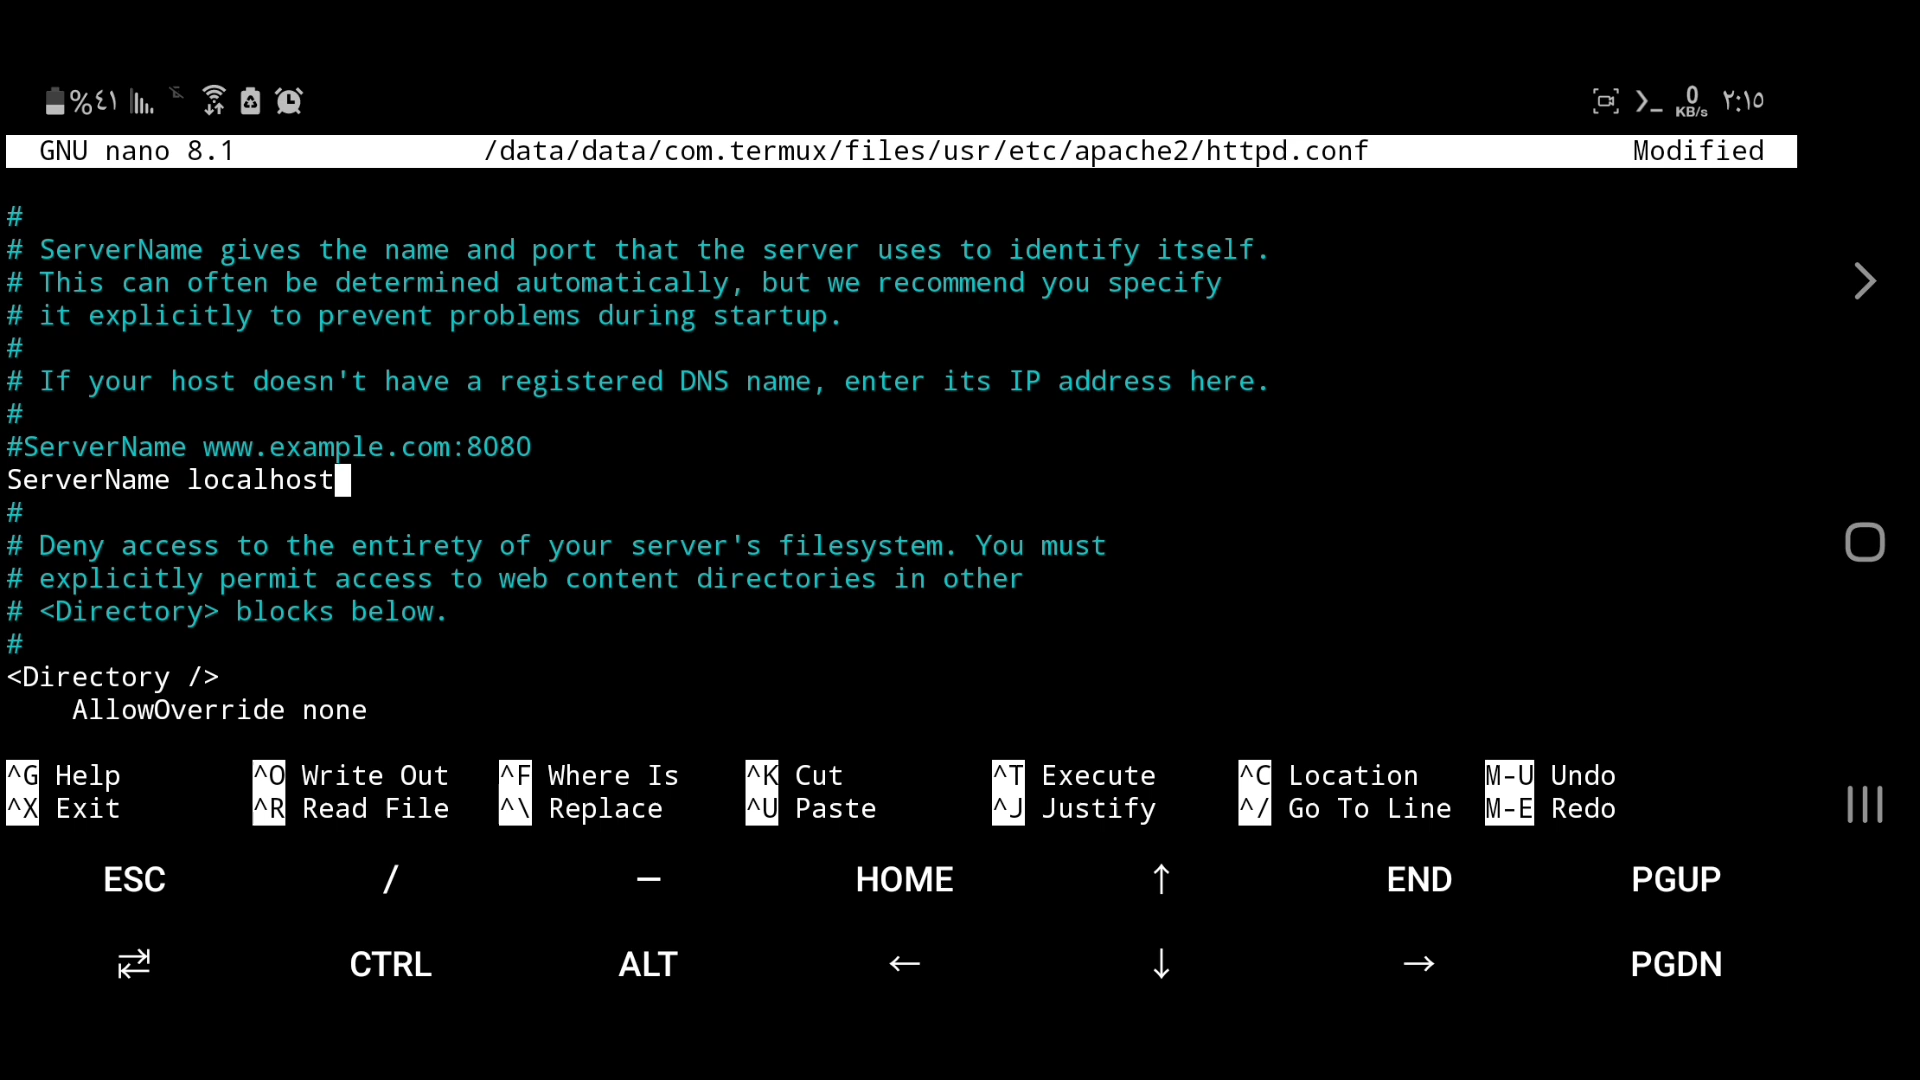 %٤١ 0 KB/s ٢:١٥
GNU nano 8.1 /data/data/com.termux/files/usr/etc/apache2/httpd.conf Modified
#
# ServerName gives the name and port that the server uses to identify itself.
# This can often be determined automatically, but we recommend you specify
# it explicitly to prevent problems during startup.
#
# If your host doesn't have a registered DNS name, enter its IP address here.
#
#ServerName www.example.com:8080
ServerName localhost
#
# Deny access to the entirety of your server's filesystem. You must
# explicitly permit access to web content directories in other
# <Directory> blocks below.
#
<Directory />
    AllowOverride none
^G Help ^O Write Out ^F Where Is ^K Cut ^T Execute ^C Location M-U Undo
^X Exit ^R Read File ^\ Replace ^U Paste ^J Justify ^/ Go To Line M-E Redo
ESC / — HOME ↑ END PGUP
⇄ CTRL ALT ← ↓ → PGDN